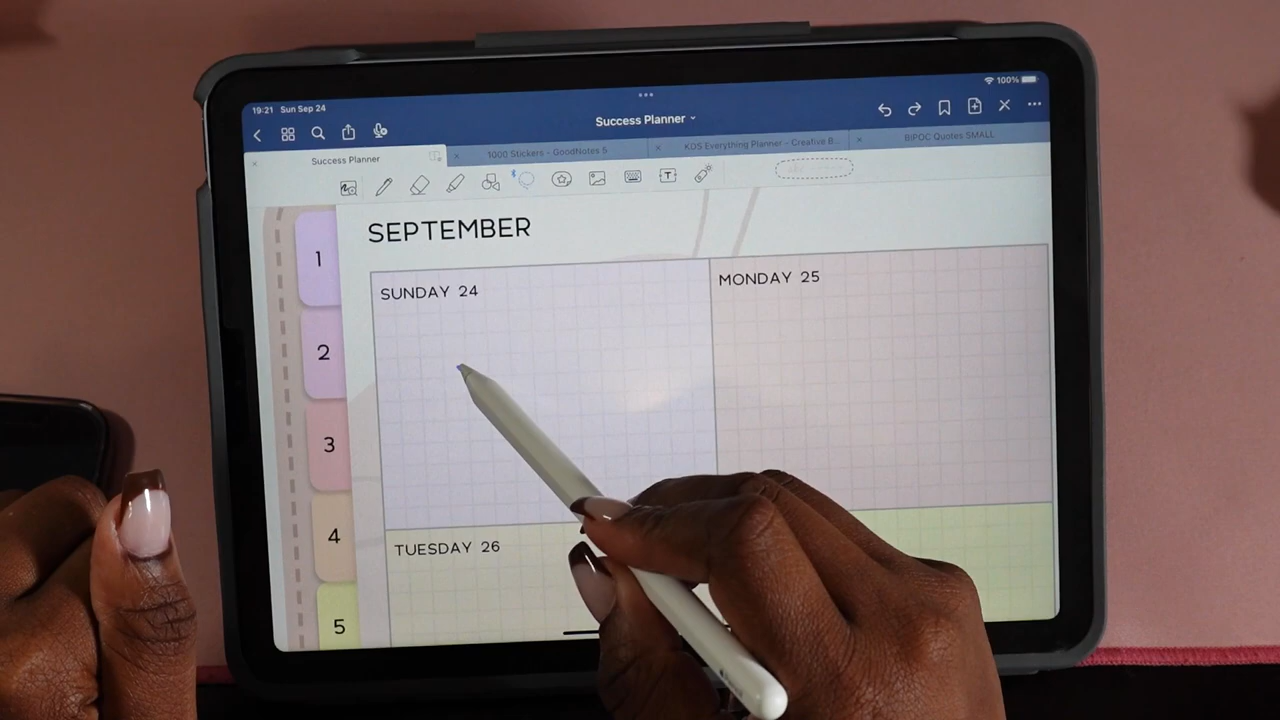 19:21 Sun Sep 24
100%
Success Planner
Success Planner
1000 Stickers - GoodNotes 5
KDS Everything Planner - Creative B...
BIPOC Quotes SMALL
T
SEPTEMBER
1
2
3
4
5
SUNDAY 24
MONDAY 25
TUESDAY 26